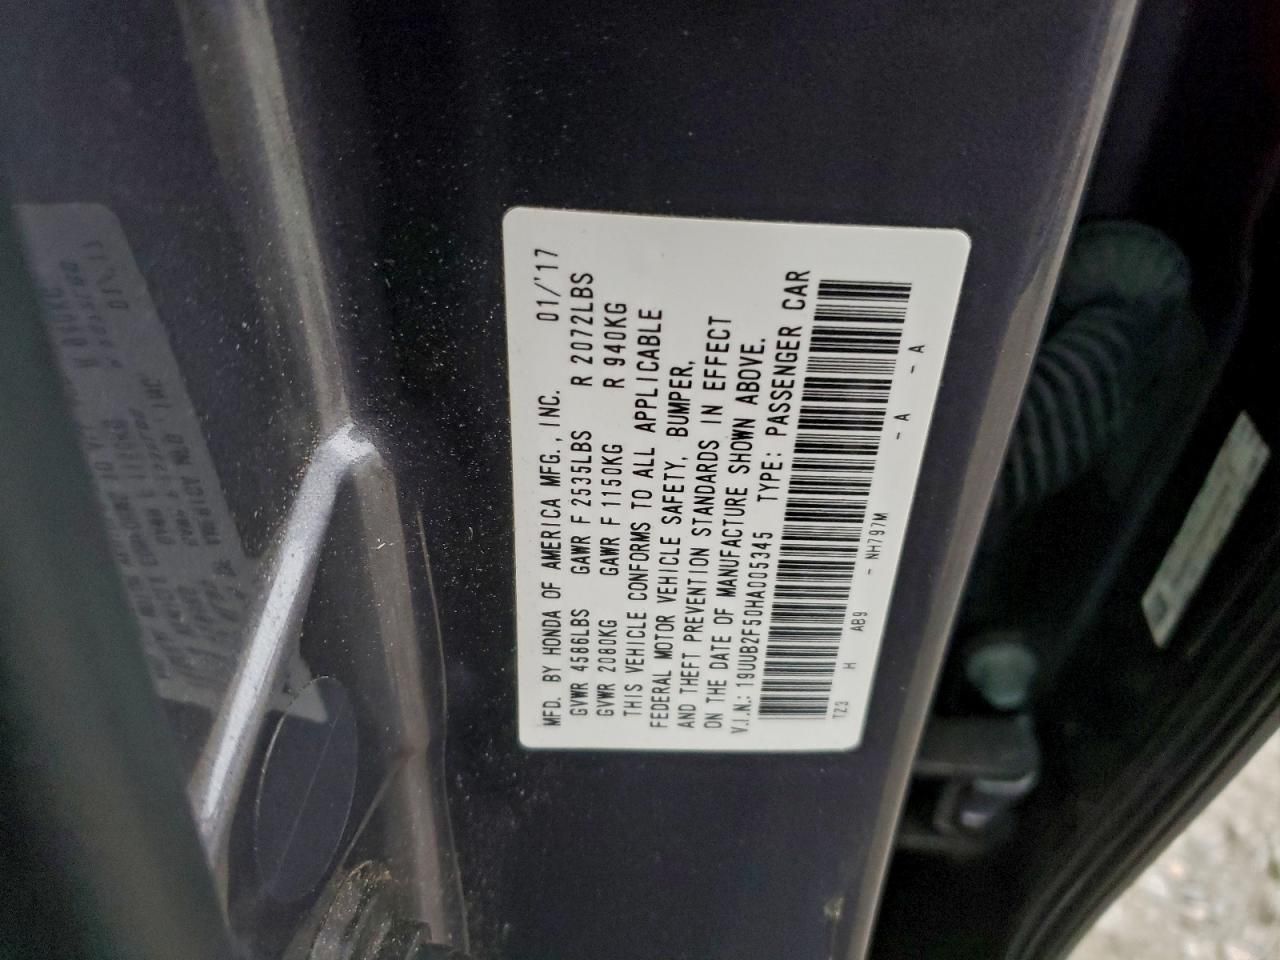 MFD. BY HONDA OF AMERICA MFG., INC. 01/'17
GVWR 4586LBS GAWR F 2535LBS R 2072LBS
GVWR 2080KG GAWR F 1150KG R 940KG
THIS VEHICLE CONFORMS TO ALL APPLICABLE
FEDERAL MOTOR VEHICLE SAFETY, BUMPER,
AND THEFT PREVENTION STANDARDS IN EFFECT
ON THE DATE OF MANUFACTURE SHOWN ABOVE.
V.I.N.: 19UUB2F50HA005345 TYPE: PASSENGER CAR
TZ3 H AB9 - NH797M - A - A